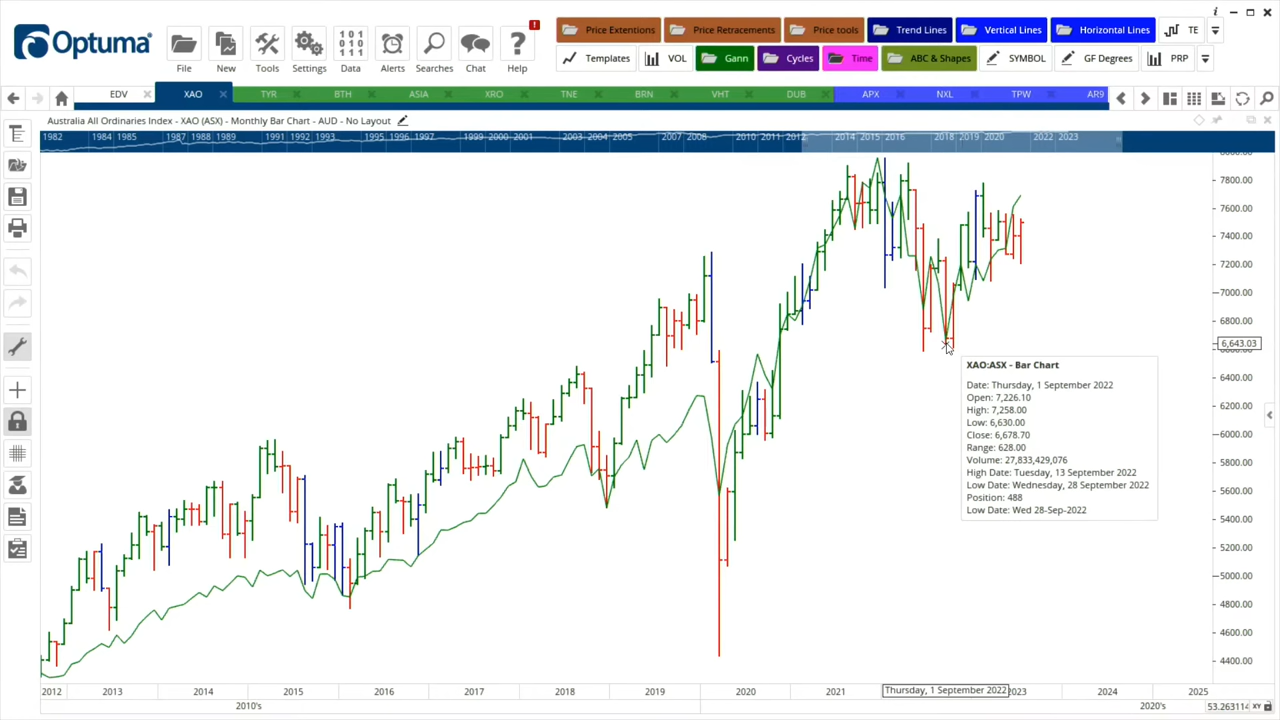 Optuma
File
New
Tools
Settings
Data
Alerts
Searches
Chat
Help
Price Extentions
Price Retracements
Price tools
Trend Lines
Vertical Lines
Horizontal Lines
TE
Templates
VOL
Gann
Cycles
Time
ABC & Shapes
SYMBOL
GF Degrees
PRP
EDV
XAO
TYR
BTH
ASIA
XRO
TNE
BRN
VHT
DUB
APX
NXL
TPW
AR9
Australia All Ordinaries Index - XAO (ASX) - Monthly Bar Chart - AUD - No Layout
1982 1984 1985 1987 1988 1989 1991 1992 1993 1995 1996 1997 1999 2000 2001 2003 2004 2005 2007 2008 2010 2011 2012 2014 2015 2016 2018 2019 2020 2022 2023
7800.00
7600.00
7400.00
7200.00
7000.00
6800.00
6,643.03
6400.00
6200.00
6000.00
5800.00
5600.00
5400.00
5200.00
5000.00
4800.00
4600.00
4400.00
XAO:ASX - Bar Chart
Date: Thursday, 1 September 2022
Open: 7,226.10
High: 7,258.00
Low: 6,630.00
Close: 6,678.70
Range: 628.00
Volume: 27,833,429,076
High Date: Tuesday, 13 September 2022
Low Date: Wednesday, 28 September 2022
Position: 488
Low Date: Wed 28-Sep-2022
2012 2013 2014 2015 2016 2017 2018 2019 2020 2021 Thursday, 1 September 2022 2023 2024 2025
2010's 2020's 53.263114 XY